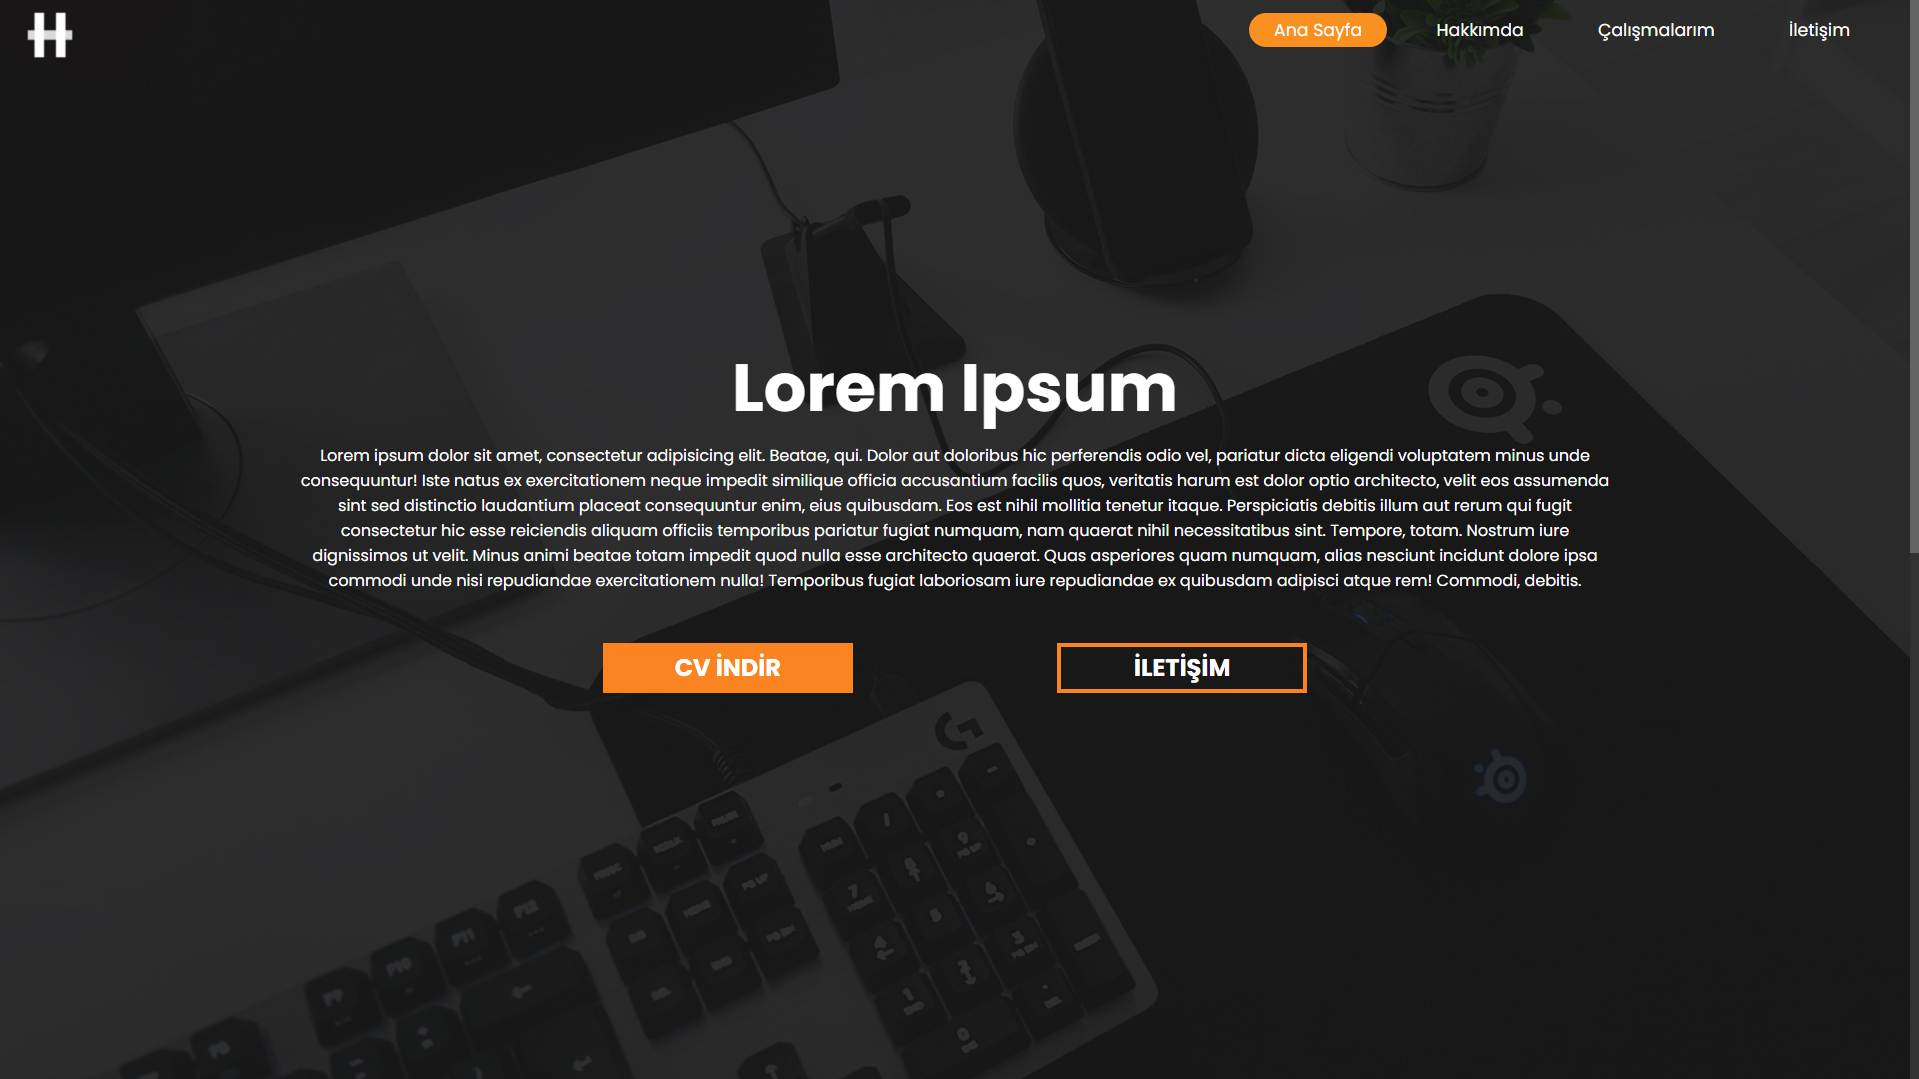 H
Ana Sayfa
Hakkımda
Çalışmalarım
İletişim
Lorem Ipsum
Lorem ipsum dolor sit amet, consectetur adipisicing elit. Beatae, qui. Dolor aut doloribus hic perferendis odio vel, pariatur dicta eligendi voluptatem minus unde
consequuntur! Iste natus ex exercitationem neque impedit similique officia accusantium facilis quos, veritatis harum est dolor optio architecto, velit eos assumenda
sint sed distinctio laudantium placeat consequuntur enim, eius quibusdam. Eos est nihil mollitia tenetur itaque. Perspiciatis debitis illum aut rerum qui fugit
consectetur hic esse reiciendis aliquam officiis temporibus pariatur fugiat numquam, nam quaerat nihil necessitatibus sint. Tempore, totam. Nostrum iure
dignissimos ut velit. Minus animi beatae totam impedit quod nulla esse architecto quaerat. Quas asperiores quam numquam, alias nesciunt incidunt dolore ipsa
commodi unde nisi repudiandae exercitationem nulla! Temporibus fugiat laboriosam iure repudiandae ex quibusdam adipisci atque rem! Commodi, debitis.
CV İNDİR
İLETİŞİM
G
F12
F11
F10
F9